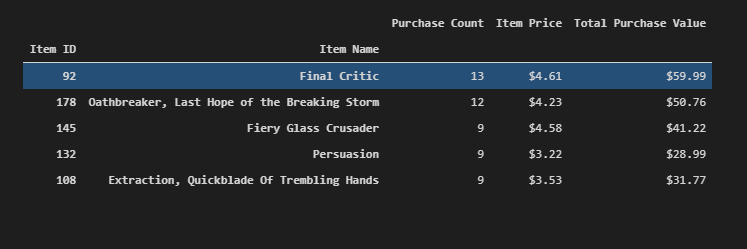 Purchase Count Item Price Total Purchase Value
Item ID Item Name
92 Final Critic 13 $4.61 $59.99
178 Oathbreaker, Last Hope of the Breaking Storm 12 $4.23 $50.76
145 Fiery Glass Crusader 9 $4.58 $41.22
132 Persuasion 9 $3.22 $28.99
108 Extraction, Quickblade Of Trembling Hands 9 $3.53 $31.77